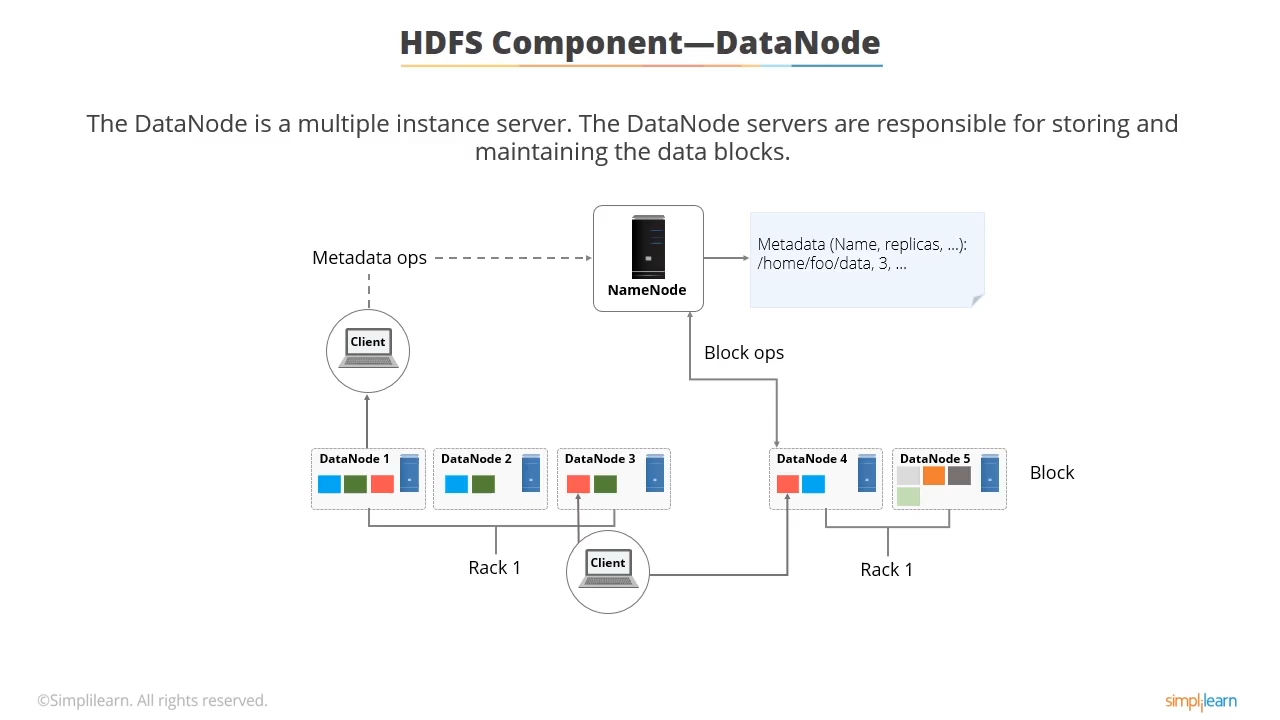 HDFS Component—DataNode
The DataNode is a multiple instance server. The DataNode servers are responsible for storing and
maintaining the data blocks.
Metadata ops
NameNode
Metadata (Name, replicas, ...):
/home/foo/data, 3, ...
Client
Block ops
DataNode 1
DataNode 2
DataNode 3
DataNode 4
DataNode 5
Block
Rack 1
Client
Rack 1
©Simplilearn. All rights reserved.
simplilearn